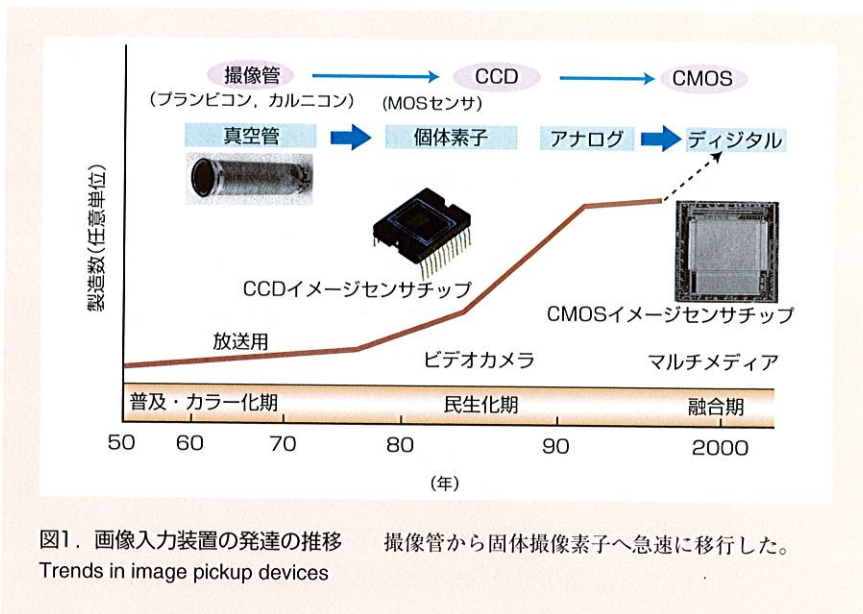 撮像管 CCD CMOS
(プランビコン，カルニコン) (MOSセンサ)
真空管 個体素子 アナログ ディジタル
製造数(任意単位)
CCDイメージセンサチップ
CMOSイメージセンサチップ
放送用
ビデオカメラ マルチメディア
普及・カラー化期 民生化期 融合期
50 60 70 80 90 2000
(年)
図1．画像入力装置の発達の推移 撮像管から固体撮像素子へ急速に移行した。
Trends in image pickup devices